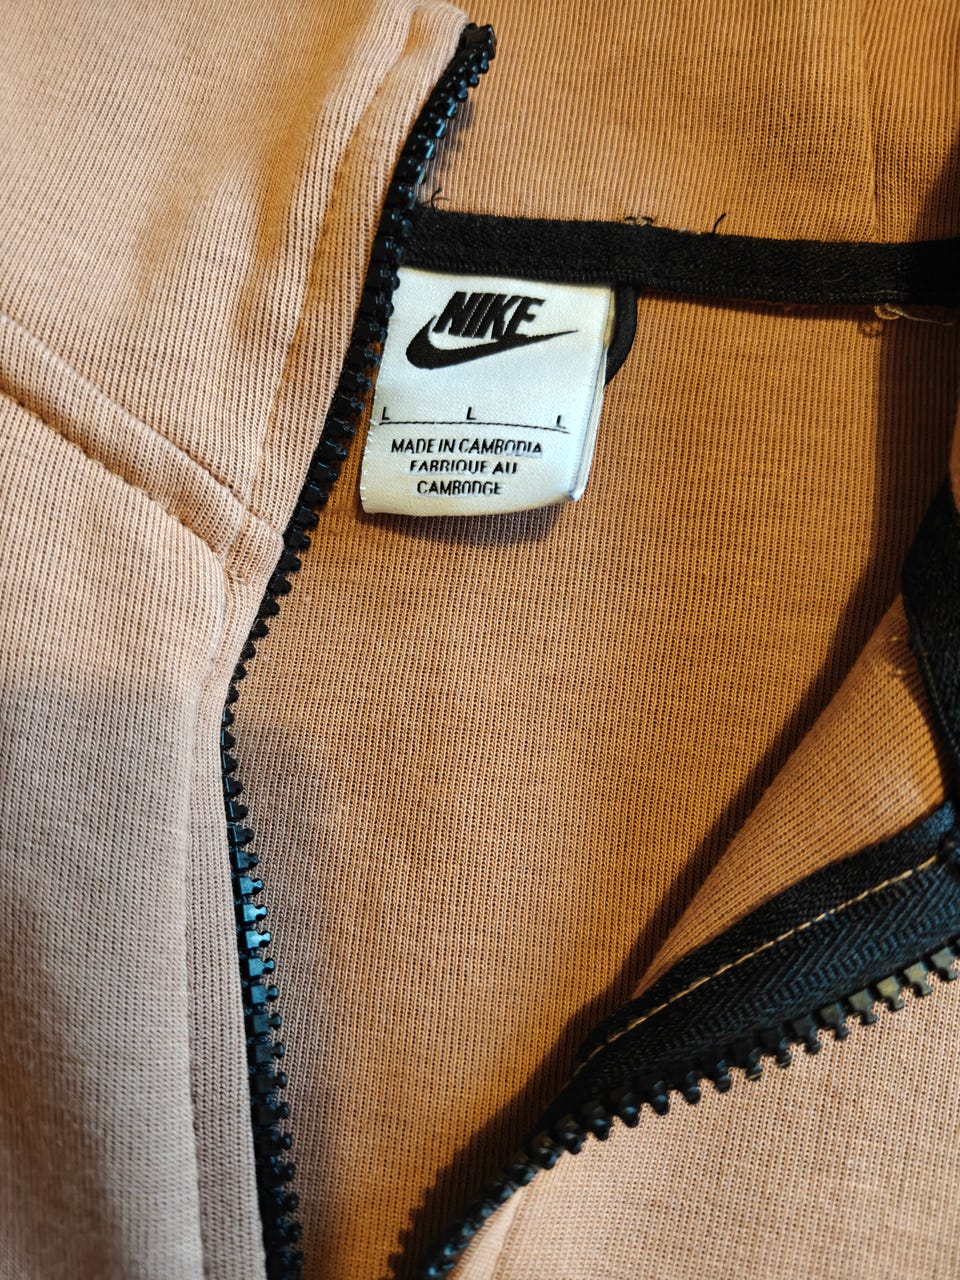 NIKE
L L L
MADE IN CAMBODIA
FABRIQUE AU
CAMBODGE